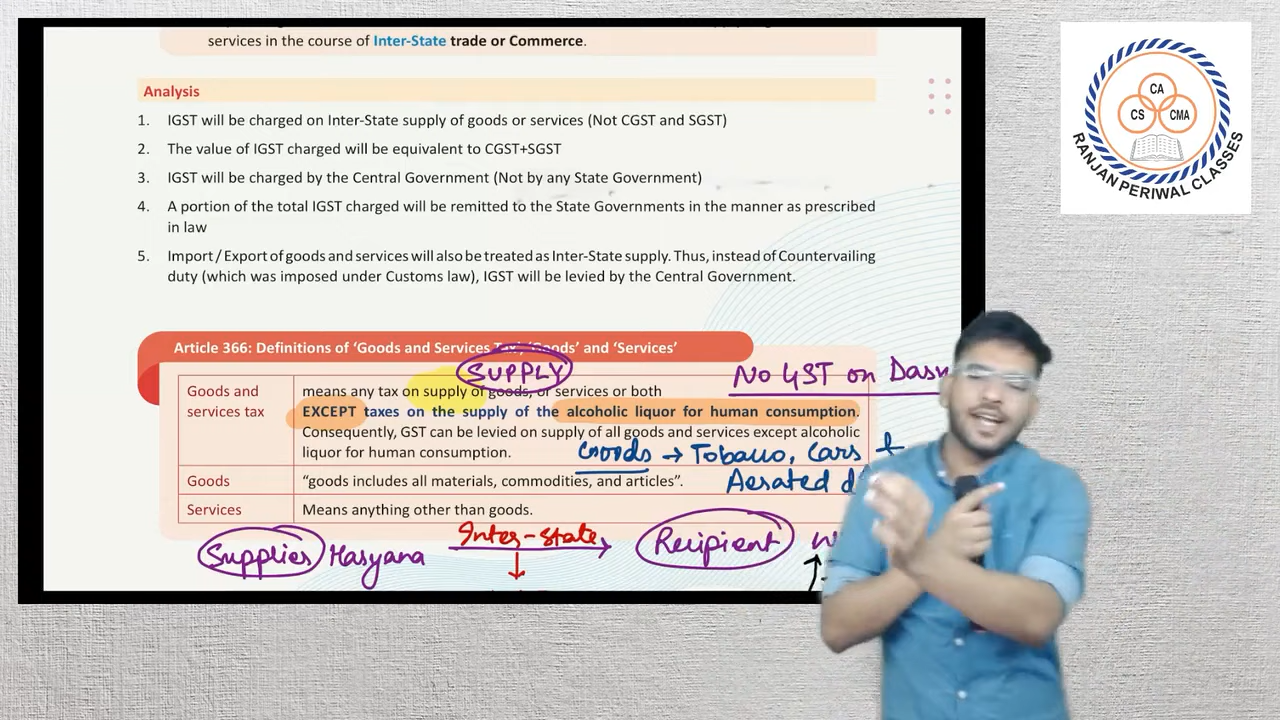 services in the course of Inter-State trade or Commerce.
Analysis
1. IGST will be charged on Inter-State supply of goods or services (Not CGST and SGST)
2. The value of IGST charged will be equivalent to CGST+SGST
3. IGST will be charged by the Central Government (Not by any State Government)
4. A portion of the total GST charged will be remitted to the State Governments in the manner as prescribed
in law
5. Import / Export of goods and services will also be treated as Inter-State supply. Thus, instead of Countervailing
duty (which was imposed under Customs law), IGST will be levied by the Central Government.
Article 366: Definitions of 'Goods and Services 'Goods' and 'Services'
SUPPLY
No GST on
Goods and means any tax on supply of goods, or services or both
services tax EXCEPT taxes on the supply of the alcoholic liquor for human consumption.
Consequently, GST can be levied on supply of all goods and services except alcoholic
liquor for human consumption.
Goods → Tobacco, Cars +
Aerated
Goods "goods includes all materials, commodities, and articles".
Services Means anything other than goods.
Supplies Haryana Inter-state Recipient
CA
CS CMA
RANJAN PERIWAL CLASSES